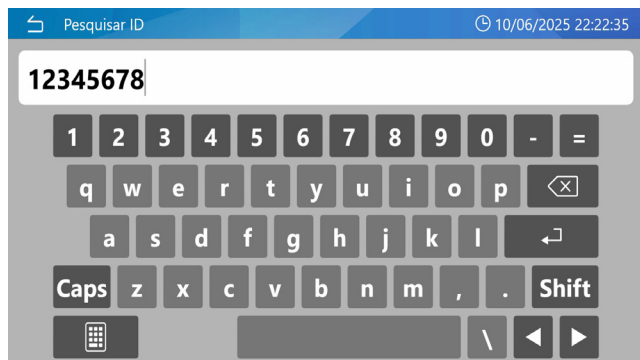 Pesquisar ID 10/06/2025 22:22:35
12345678
1 2 3 4 5 6 7 8 9 0 - =
q w e r t y u i o p
a s d f g h j k l
Caps z x c v b n m , . Shift
\